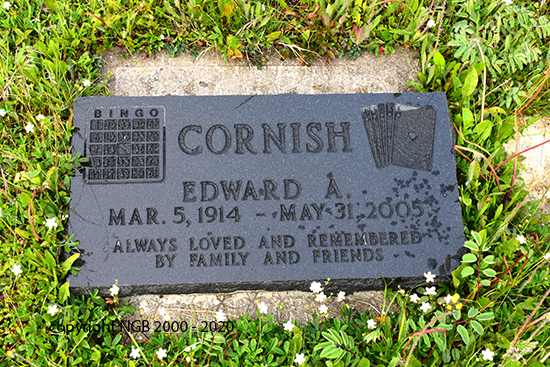 BINGO
CORNISH
EDWARD A.
MAR. 5, 1914 - MAY 31, 2005
ALWAYS LOVED AND REMEMBERED
BY FAMILY AND FRIENDS
copyright NGB 2000 - 2020